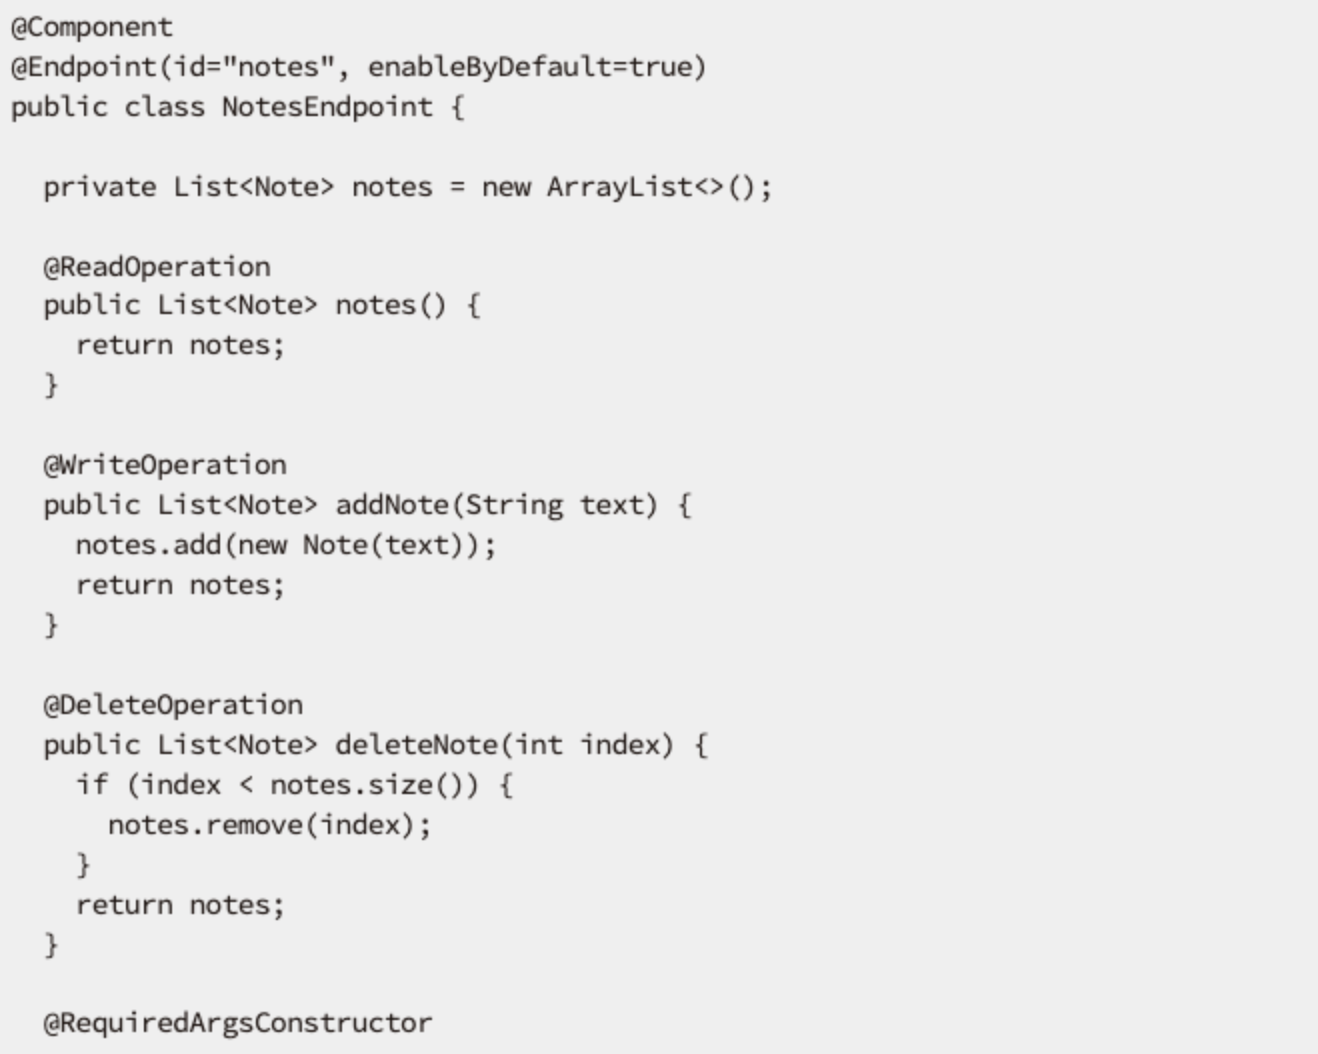 @Component
@Endpoint(id="notes", enableByDefault=true)
public class NotesEndpoint {
private List<Note> notes = new ArrayList<>();
@ReadOperation
public List<Note> notes() {
return notes;
}
@WriteOperation
public List<Note> addNote(String text) {
notes.add(new Note(text));
return notes;
}
@DeleteOperation
public List<Note> deleteNote(int index) {
if (index < notes.size()) {
notes.remove(index);
}
return notes;
}
@RequiredArgsConstructor